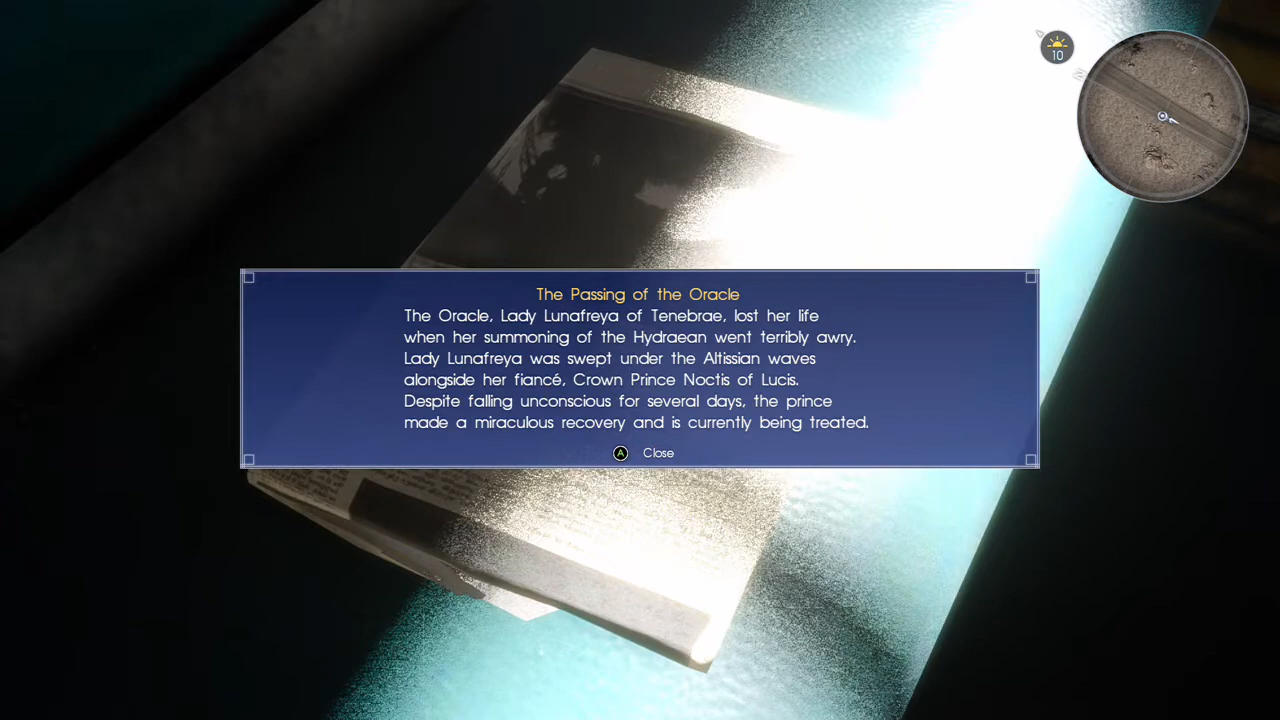 10
N
The Passing of the Oracle
The Oracle, Lady Lunafreya of Tenebrae, lost her life
when her summoning of the Hydraean went terribly awry.
Lady Lunafreya was swept under the Altissian waves
alongside her fiancé, Crown Prince Noctis of Lucis.
Despite falling unconscious for several days, the prince
made a miraculous recovery and is currently being treated.
A Close